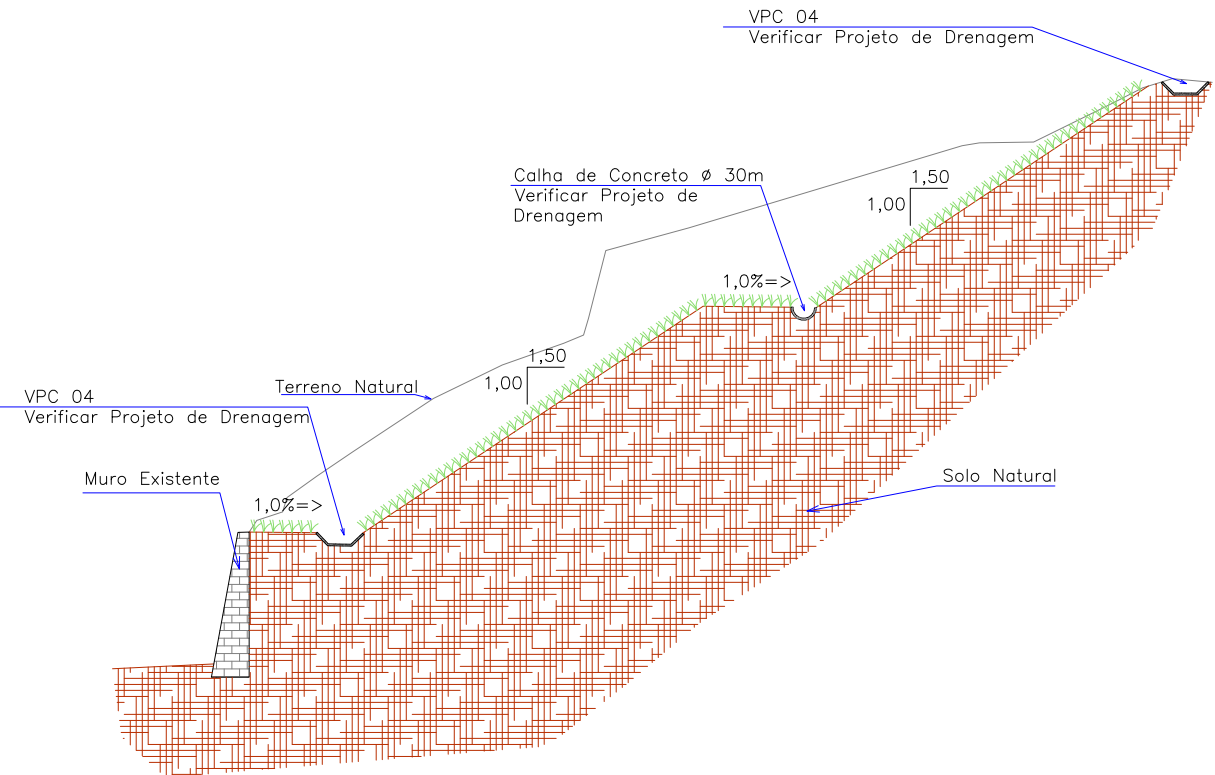 VPC 04
Verificar Projeto de Drenagem
Calha de Concreto ø 30m
Verificar Projeto de
Drenagem
1,50
1,00
1,0%=>
1,50
1,00
Terreno Natural
VPC 04
Verificar Projeto de Drenagem
Muro Existente
1,0%=>
Solo Natural